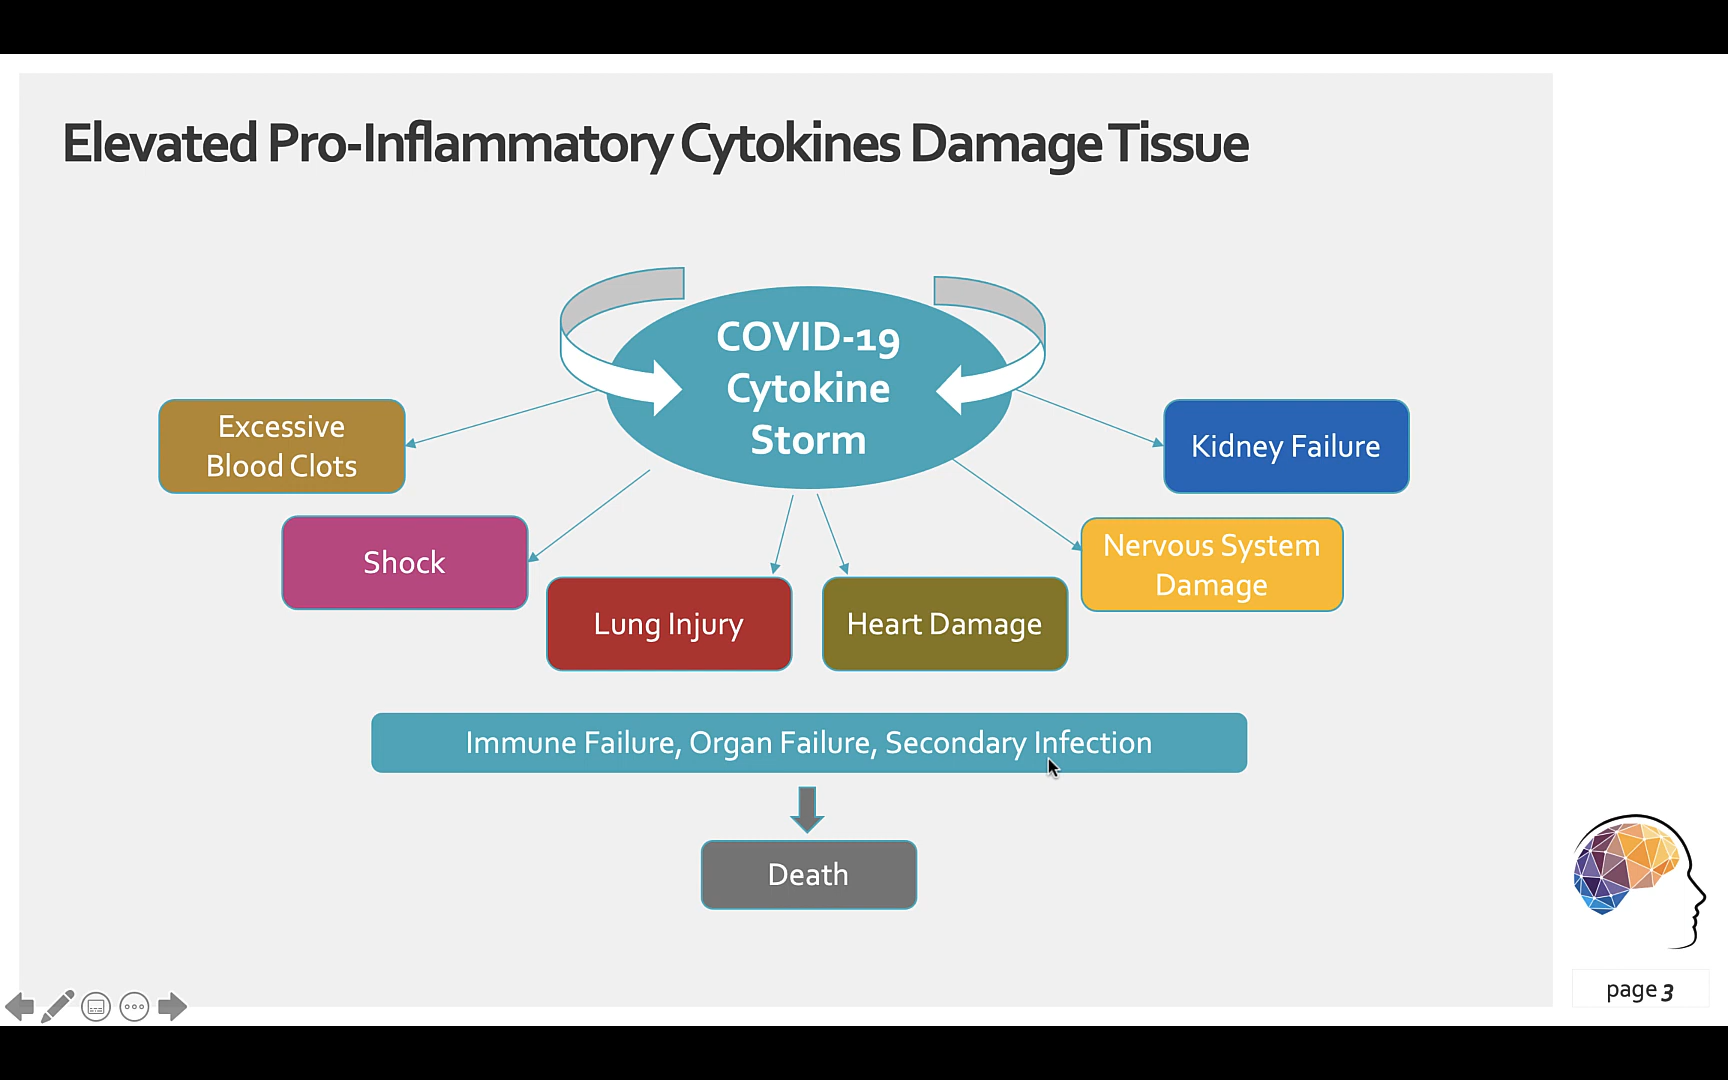 Elevated Pro-Inflammatory Cytokines Damage Tissue
COVID-19
Cytokine
Storm
Excessive
Blood Clots
Kidney Failure
Shock
Nervous System
Damage
Lung Injury
Heart Damage
Immune Failure, Organ Failure, Secondary Infection
Death
page 3